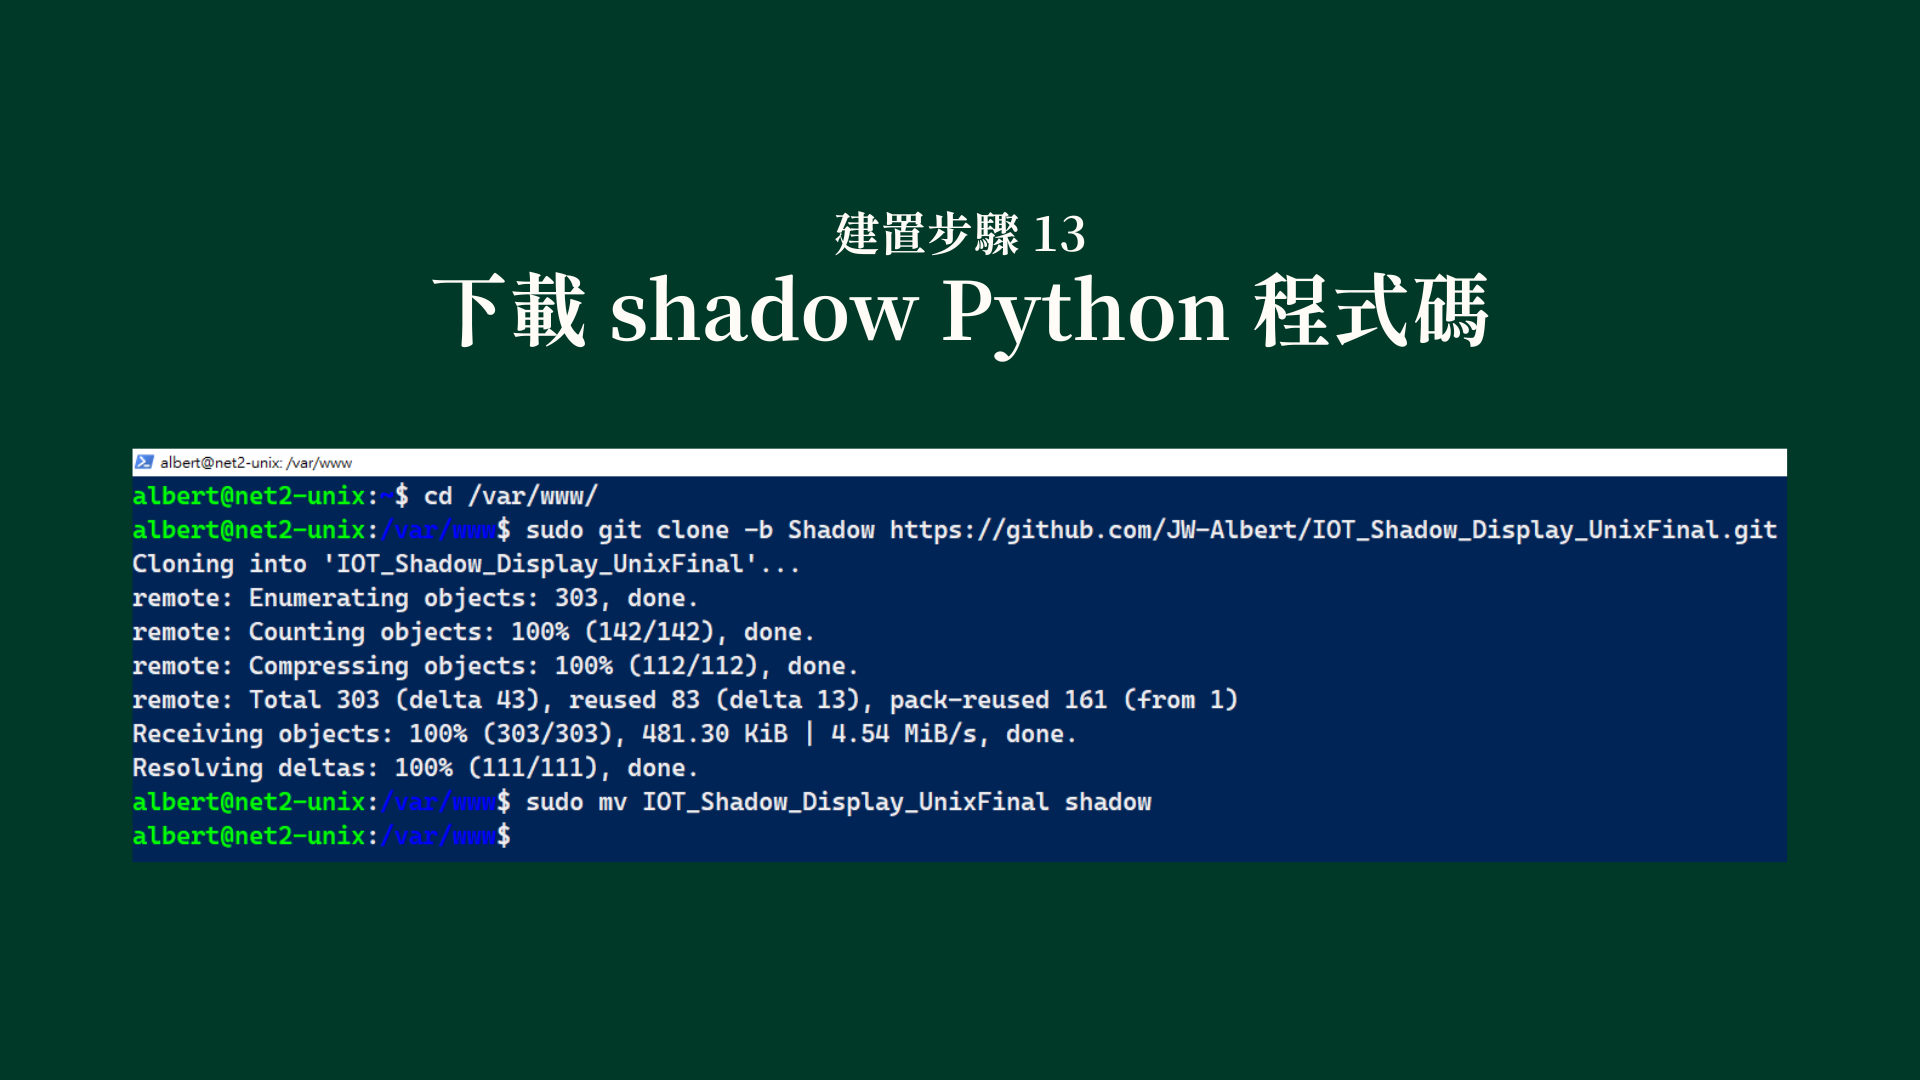 建置步驟 13
下載 shadow Python 程式碼
albert@net2-unix: /var/www
albert@net2-unix:~$ cd /var/www/
albert@net2-unix:/var/www$ sudo git clone -b Shadow https://github.com/JW-Albert/IOT_Shadow_Display_UnixFinal.git
Cloning into 'IOT_Shadow_Display_UnixFinal'...
remote: Enumerating objects: 303, done.
remote: Counting objects: 100% (142/142), done.
remote: Compressing objects: 100% (112/112), done.
remote: Total 303 (delta 43), reused 83 (delta 13), pack-reused 161 (from 1)
Receiving objects: 100% (303/303), 481.30 KiB | 4.54 MiB/s, done.
Resolving deltas: 100% (111/111), done.
albert@net2-unix:/var/www$ sudo mv IOT_Shadow_Display_UnixFinal shadow
albert@net2-unix:/var/www$